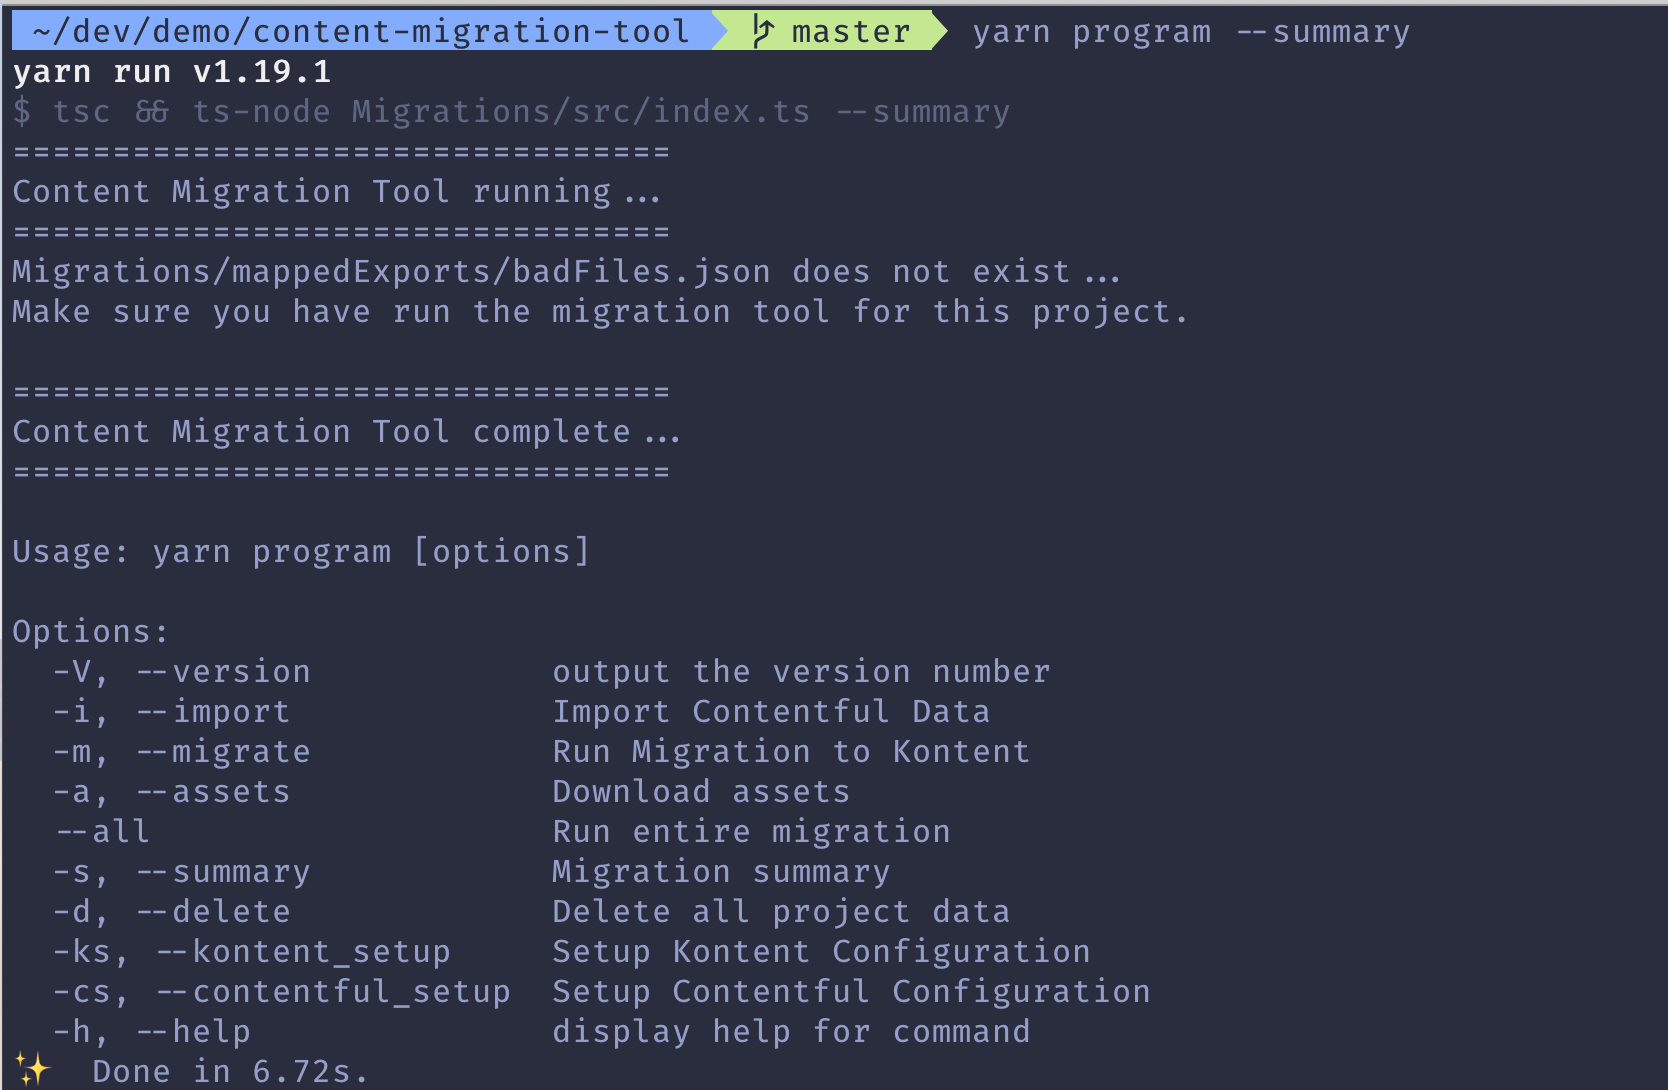 ~/dev/demo/content-migration-tool master yarn program --summary
yarn run v1.19.1
$ tsc && ts-node Migrations/src/index.ts --summary
=================================
Content Migration Tool running...
=================================
Migrations/mappedExports/badFiles.json does not exist...
Make sure you have run the migration tool for this project.
=================================
Content Migration Tool complete...
=================================
Usage: yarn program [options]
Options:
-V, --version output the version number
-i, --import Import Contentful Data
-m, --migrate Run Migration to Kontent
-a, --assets Download assets
--all Run entire migration
-s, --summary Migration summary
-d, --delete Delete all project data
-ks, --kontent_setup Setup Kontent Configuration
-cs, --contentful_setup Setup Contentful Configuration
-h, --help display help for command
✨ Done in 6.72s.